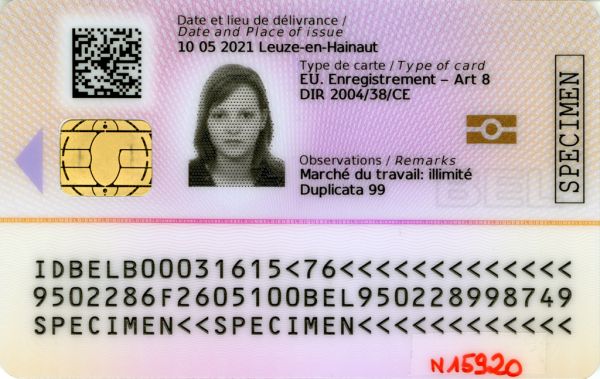 Date et lieu de délivrance /
Date and Place of issue
10 05 2021 Leuze-en-Hainaut
Type de carte / Type of card
EU. Enregistrement – Art 8
DIR 2004/38/CE
SPECIMEN
Observations / Remarks
Marché du travail: illimité
Duplicata 99
BEL
IDBELB00031615<76<<<<<<<<<<<<<
9502286F2605100BEL950228998749
SPECIMEN<<SPECIMEN<<<<<<<<<<<<
N15920